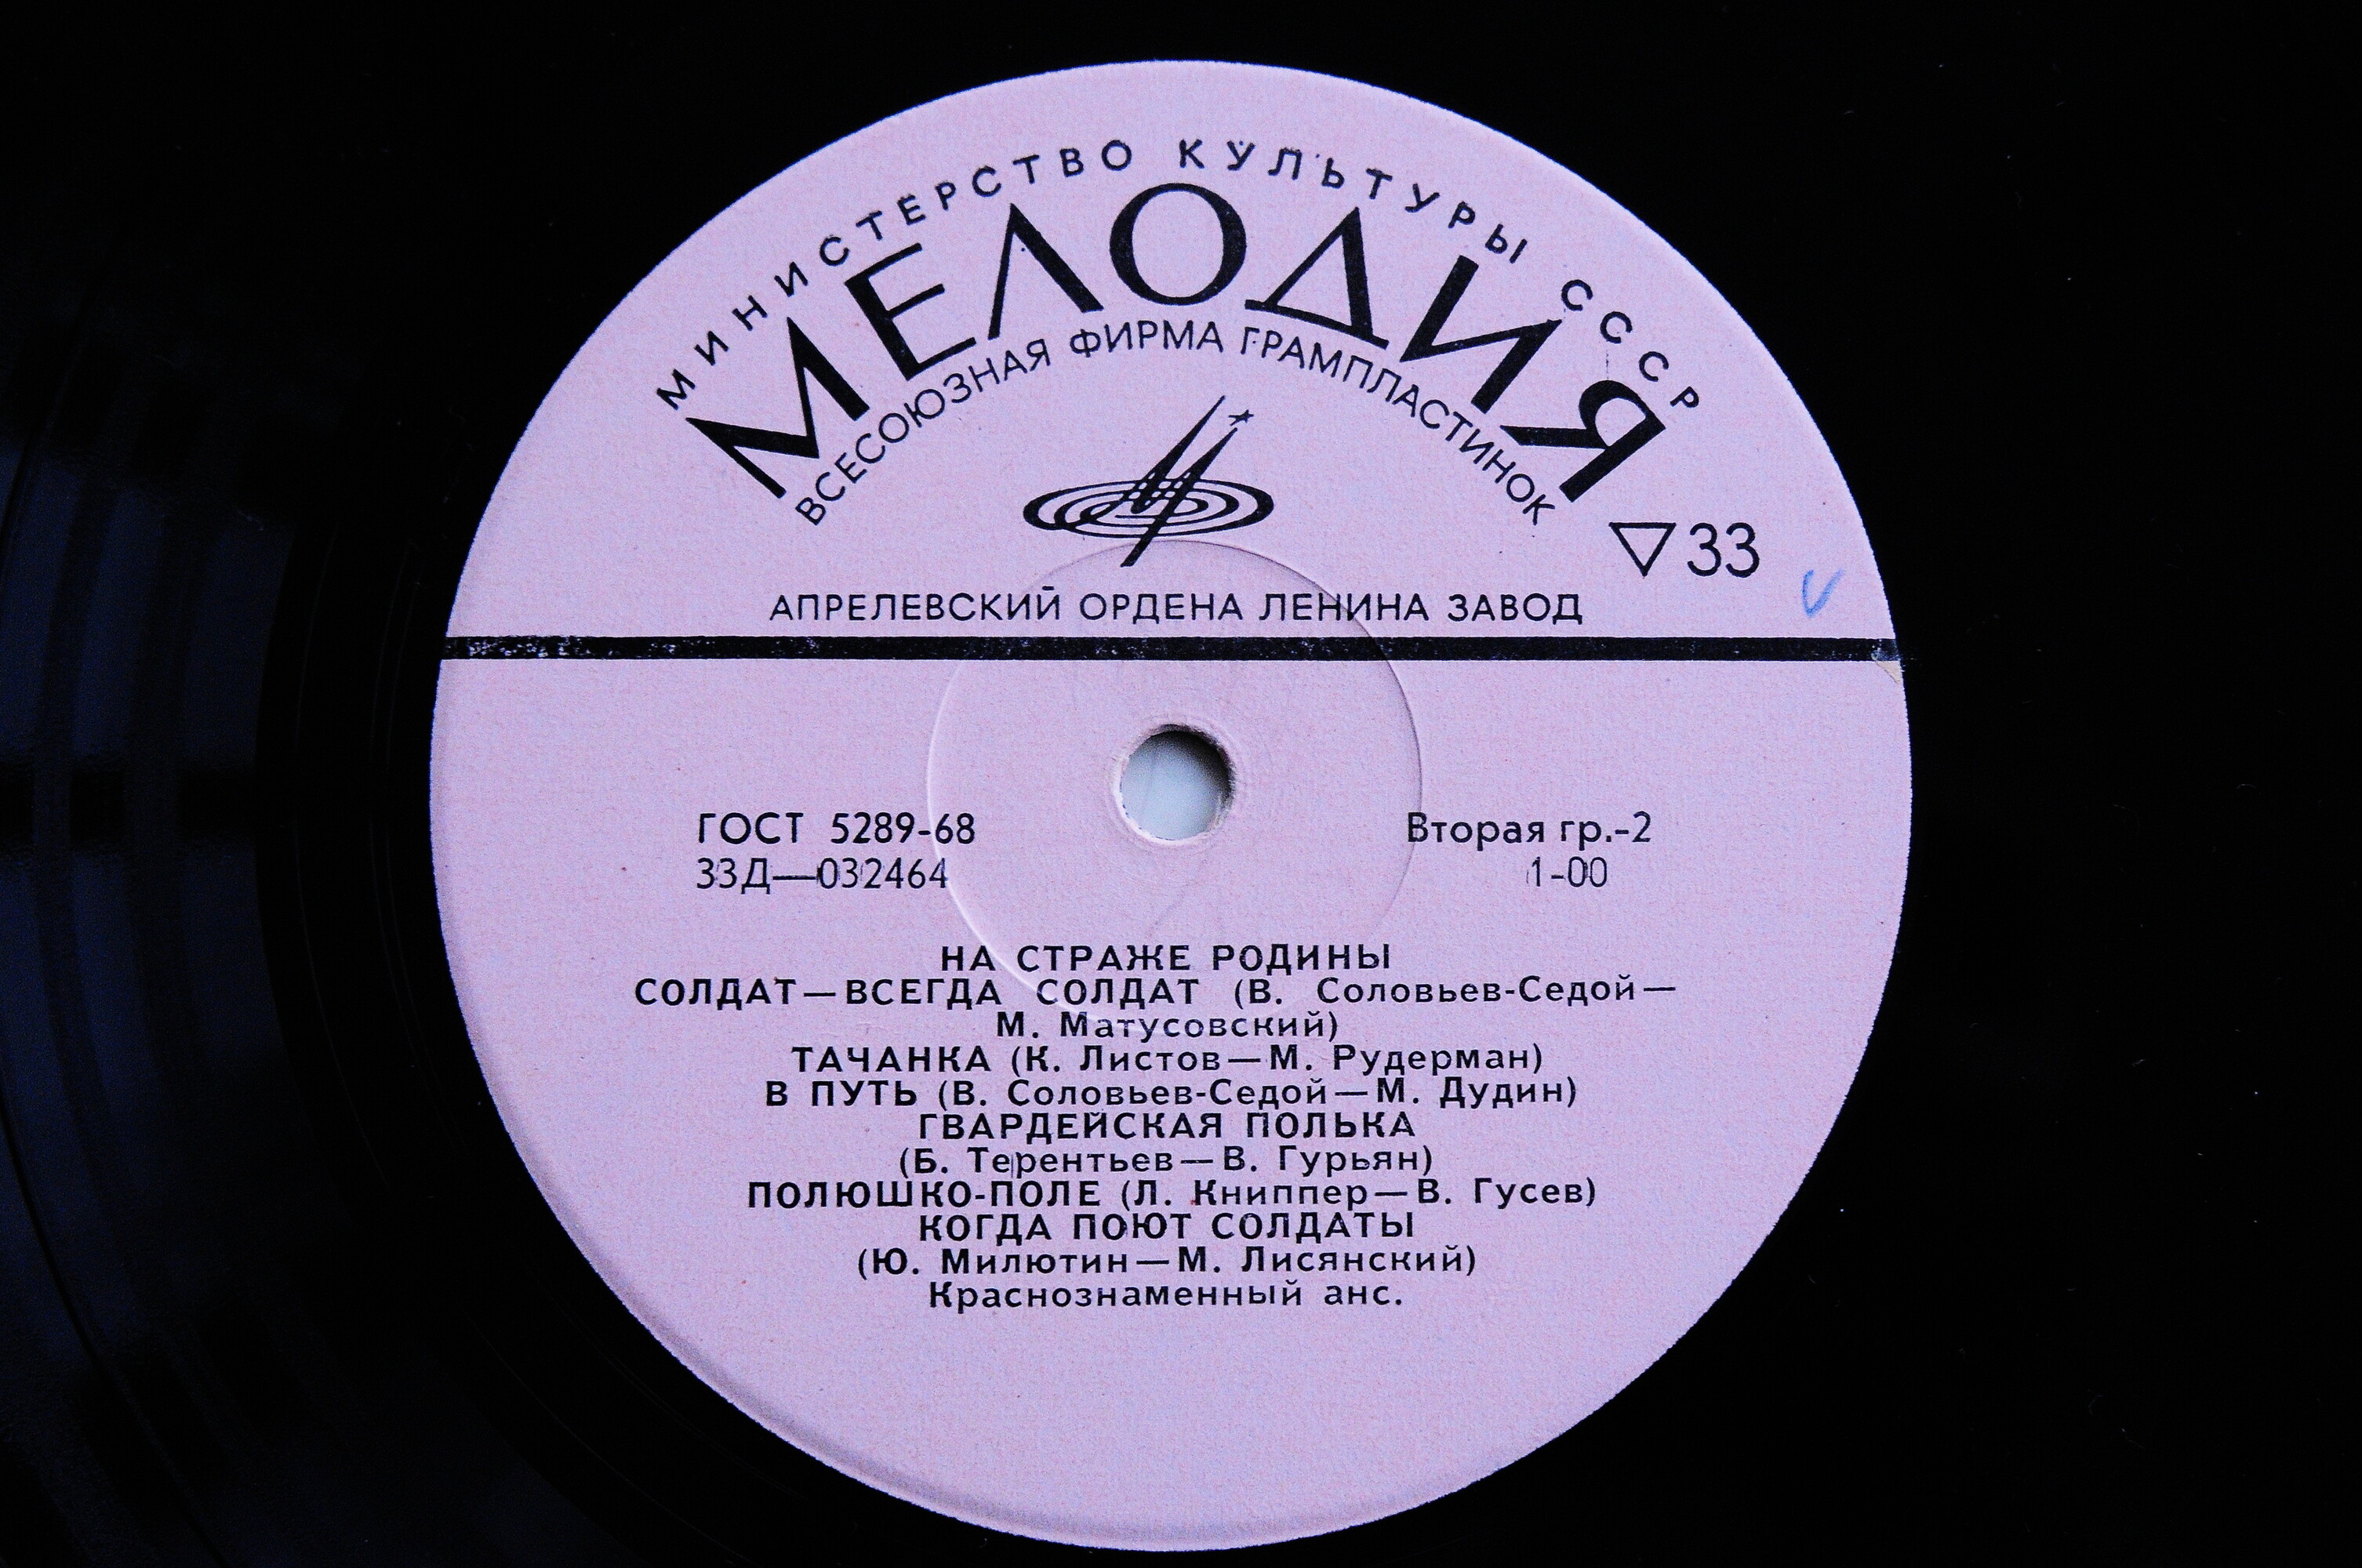 МИНИСТЕРСТВО КУЛЬТУРЫ СССР
МЕЛОДИЯ
ВСЕСОЮЗНАЯ ФИРМА ГРАМПЛАСТИНОК
33
АПРЕЛЕВСКИЙ ОРДЕНА ЛЕНИНА ЗАВОД
ГОСТ 5289-68
Вторая гр.-2
33Д—032464
1-00
НА СТРАЖЕ РОДИНЫ
СОЛДАТ—ВСЕГДА СОЛДАТ (В. Соловьев-Седой—
М. Матусовский)
ТАЧАНКА (К. Листов—М. Рудерман)
В ПУТЬ (В. Соловьев-Седой—М. Дудин)
ГВАРДЕЙСКАЯ ПОЛЬКА
(Б. Терентьев—В. Гурьян)
ПОЛЮШКО-ПОЛЕ (Л. Книппер—В. Гусев)
КОГДА ПОЮТ СОЛДАТЫ
(Ю. Милютин—М. Лисянский)
Краснознаменный анс.